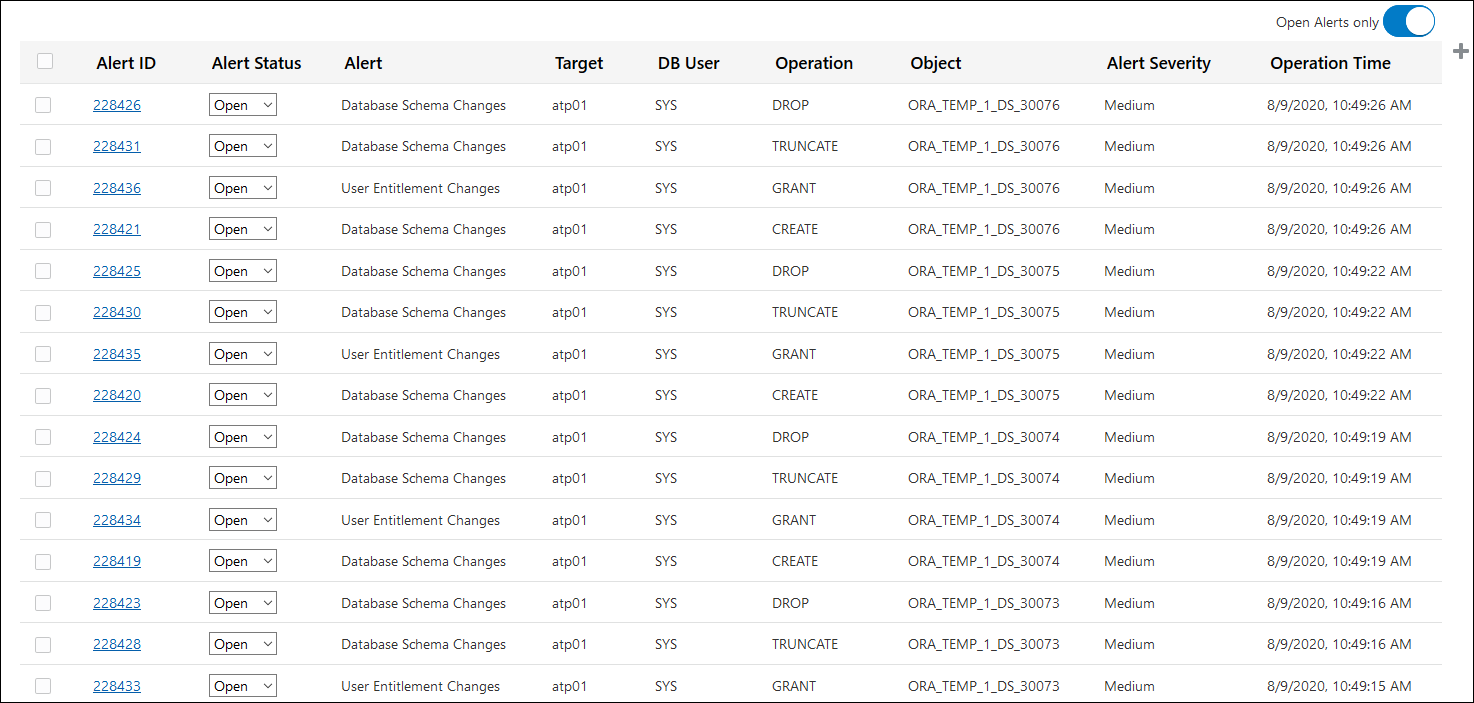 Open Alerts only
Alert ID Alert Status Alert Target DB User Operation Object Alert Severity Operation Time
228426 Open Database Schema Changes atp01 SYS DROP ORA_TEMP_1_DS_30076 Medium 8/9/2020, 10:49:26 AM
228431 Open Database Schema Changes atp01 SYS TRUNCATE ORA_TEMP_1_DS_30076 Medium 8/9/2020, 10:49:26 AM
228436 Open User Entitlement Changes atp01 SYS GRANT ORA_TEMP_1_DS_30076 Medium 8/9/2020, 10:49:26 AM
228421 Open Database Schema Changes atp01 SYS CREATE ORA_TEMP_1_DS_30076 Medium 8/9/2020, 10:49:26 AM
228425 Open Database Schema Changes atp01 SYS DROP ORA_TEMP_1_DS_30075 Medium 8/9/2020, 10:49:22 AM
228430 Open Database Schema Changes atp01 SYS TRUNCATE ORA_TEMP_1_DS_30075 Medium 8/9/2020, 10:49:22 AM
228435 Open User Entitlement Changes atp01 SYS GRANT ORA_TEMP_1_DS_30075 Medium 8/9/2020, 10:49:22 AM
228420 Open Database Schema Changes atp01 SYS CREATE ORA_TEMP_1_DS_30075 Medium 8/9/2020, 10:49:22 AM
228424 Open Database Schema Changes atp01 SYS DROP ORA_TEMP_1_DS_30074 Medium 8/9/2020, 10:49:19 AM
228429 Open Database Schema Changes atp01 SYS TRUNCATE ORA_TEMP_1_DS_30074 Medium 8/9/2020, 10:49:19 AM
228434 Open User Entitlement Changes atp01 SYS GRANT ORA_TEMP_1_DS_30074 Medium 8/9/2020, 10:49:19 AM
228419 Open Database Schema Changes atp01 SYS CREATE ORA_TEMP_1_DS_30074 Medium 8/9/2020, 10:49:19 AM
228423 Open Database Schema Changes atp01 SYS DROP ORA_TEMP_1_DS_30073 Medium 8/9/2020, 10:49:16 AM
228428 Open Database Schema Changes atp01 SYS TRUNCATE ORA_TEMP_1_DS_30073 Medium 8/9/2020, 10:49:16 AM
228433 Open User Entitlement Changes atp01 SYS GRANT ORA_TEMP_1_DS_30073 Medium 8/9/2020, 10:49:15 AM